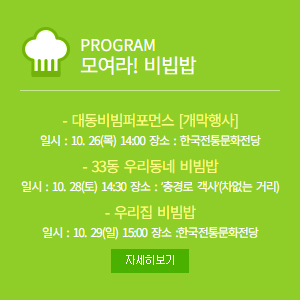 PROGRAM
모여라! 비빕밥
- 대동비빔퍼포먼스 [개막행사]
일시 : 10. 26(목) 14:00 장소 : 한국전통문화전당
- 33동 우리동네 비빔밥
일시 : 10. 28(토) 14:30 장소 : '충경로 객사'(차없는 거리)
- 우리집 비빔밥
일시 : 10. 29(일) 15:00 장소 :한국전통문화전당
자세히보기